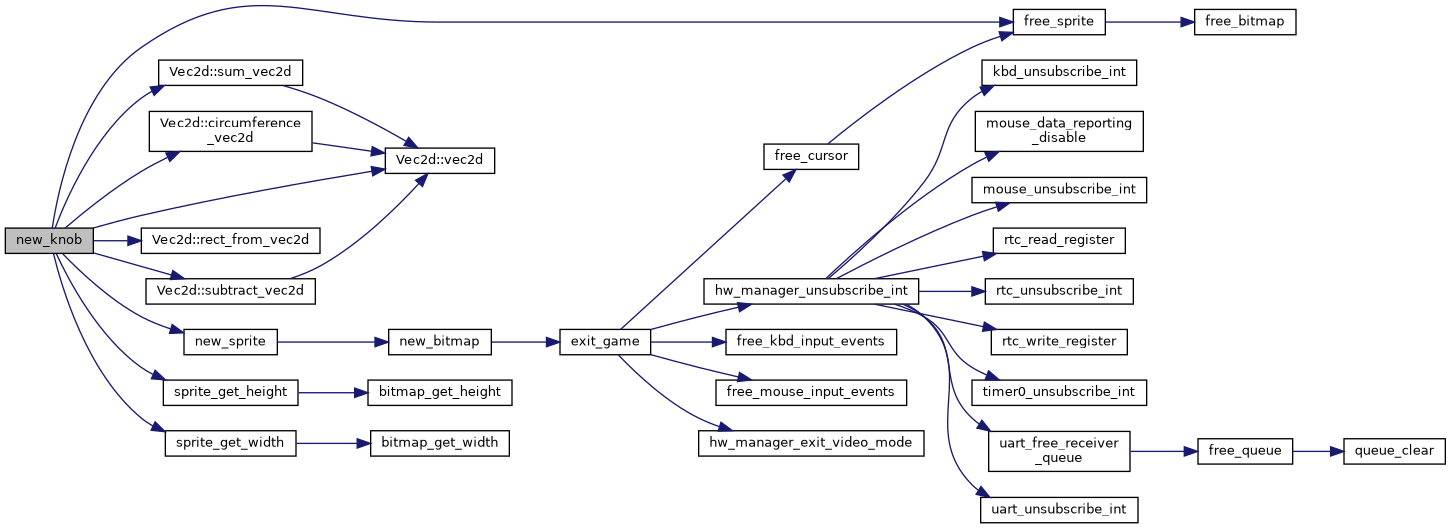 new_knob
free_sprite
free_bitmap
Vec2d::sum_vec2d
Vec2d::circumference
_vec2d
Vec2d::vec2d
Vec2d::rect_from_vec2d
Vec2d::subtract_vec2d
new_sprite
new_bitmap
exit_game
sprite_get_height
bitmap_get_height
sprite_get_width
bitmap_get_width
free_cursor
hw_manager_unsubscribe_int
free_kbd_input_events
free_mouse_input_events
hw_manager_exit_video_mode
kbd_unsubscribe_int
mouse_data_reporting
_disable
mouse_unsubscribe_int
rtc_read_register
rtc_unsubscribe_int
rtc_write_register
timer0_unsubscribe_int
uart_free_receiver
_queue
free_queue
queue_clear
uart_unsubscribe_int